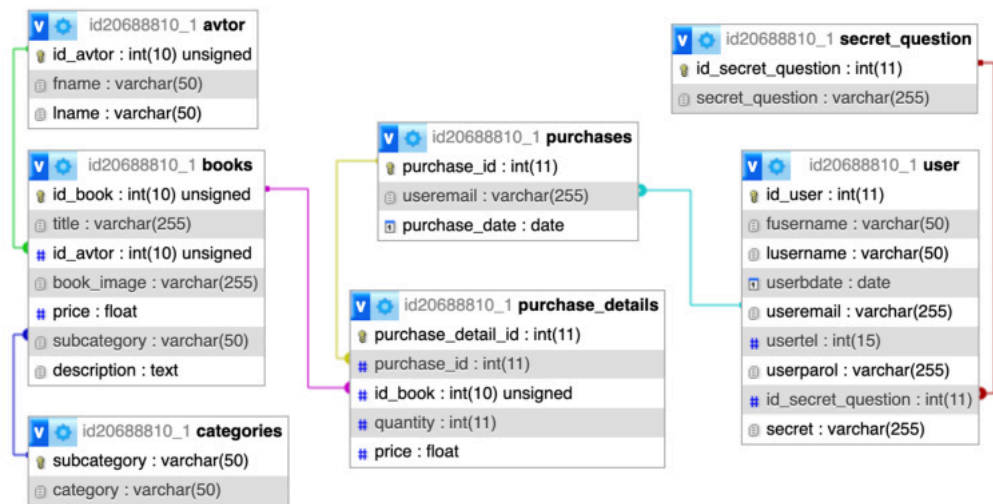 id20688810_1 avtor
id_avtor : int(10) unsigned
fname : varchar(50)
lname : varchar(50)
id20688810_1 books
id_book : int(10) unsigned
title : varchar(255)
id_avtor : int(10) unsigned
book_image : varchar(255)
price : float
subcategory : varchar(50)
description : text
id20688810_1 categories
subcategory : varchar(50)
category : varchar(50)
id20688810_1 purchases
purchase_id : int(11)
useremail : varchar(255)
purchase_date : date
id20688810_1 purchase_details
purchase_detail_id : int(11)
purchase_id : int(11)
id_book : int(10) unsigned
quantity : int(11)
price : float
id20688810_1 secret_question
id_secret_question : int(11)
secret_question : varchar(255)
id20688810_1 user
id_user : int(11)
fusername : varchar(50)
lusername : varchar(50)
userbdate : date
useremail : varchar(255)
usertel : int(15)
userparol : varchar(255)
id_secret_question : int(11)
secret : varchar(255)